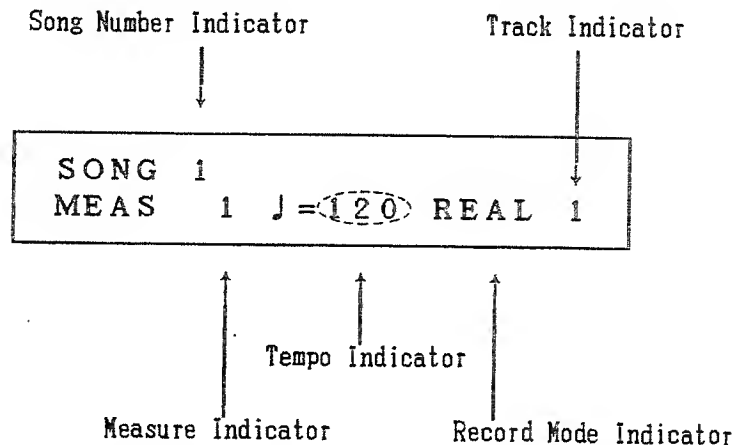 Song Number Indicator Track Indicator
SONG 1
MEAS 1 ♩=120 REAL 1
Tempo Indicator
Measure Indicator Record Mode Indicator